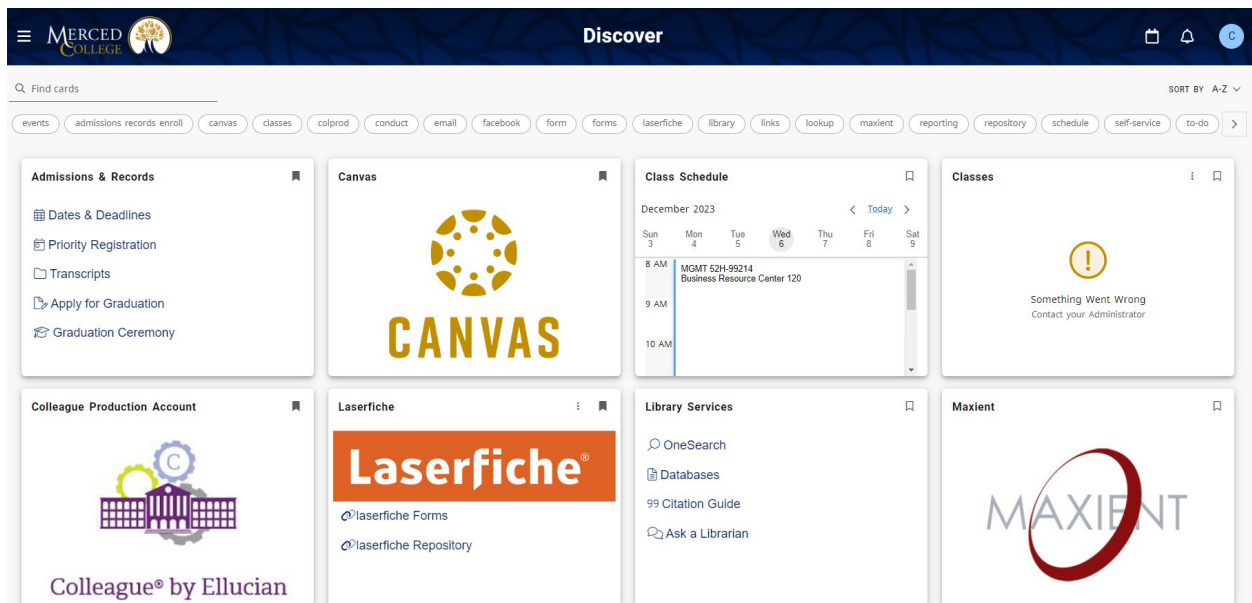 MERCED
COLLEGE
Discover
C
Find cards
SORT BY A-Z
events admissions records enroll canvas classes colprod conduct email facebook form forms laserfiche library links lookup maxient reporting repository schedule self-service to-do
Admissions & Records
Dates & Deadlines
Priority Registration
Transcripts
Apply for Graduation
Graduation Ceremony
Canvas
CANVAS
Class Schedule
December 2023 Today
Sun Mon Tue Wed Thu Fri Sat
3 4 5 6 7 8 9
8 AM
MGMT 52H-99214
Business Resource Center 120
9 AM
10 AM
Classes
!
Something Went Wrong
Contact your Administrator
Colleague Production Account
C
Colleague® by Ellucian
Laserfiche
Laserfiche®
laserfiche Forms
laserfiche Repository
Library Services
OneSearch
Databases
99 Citation Guide
Ask a Librarian
Maxient
MAXIENT